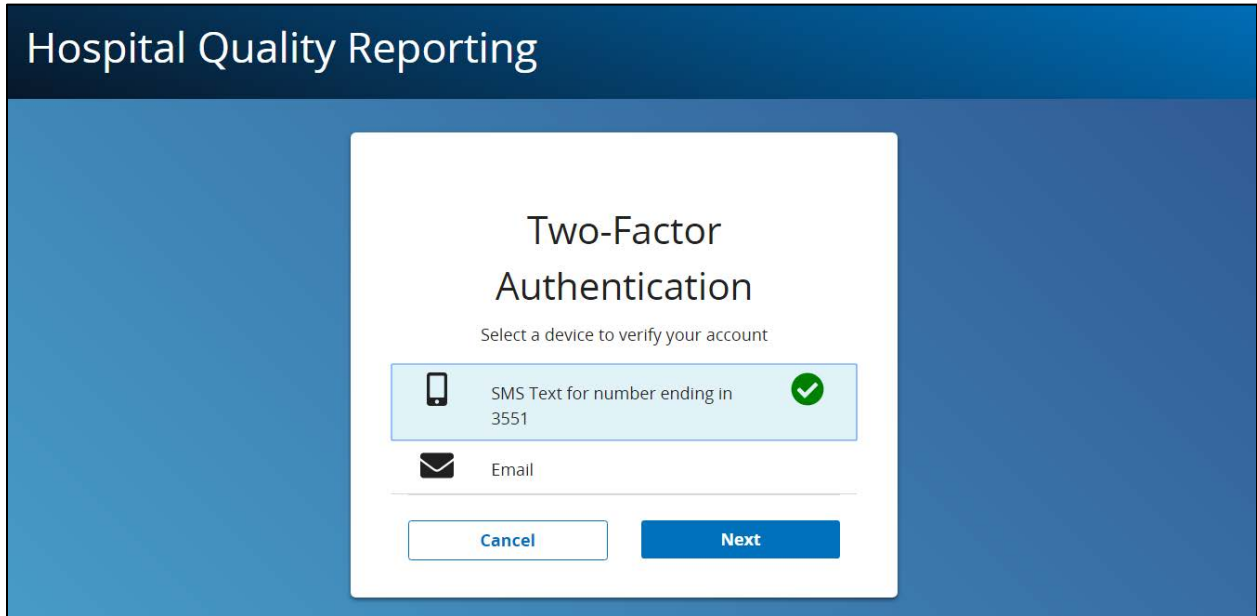 Hospital Quality Reporting
Two-Factor
Authentication
Select a device to verify your account
SMS Text for number ending in
3551
Email
Cancel
Next